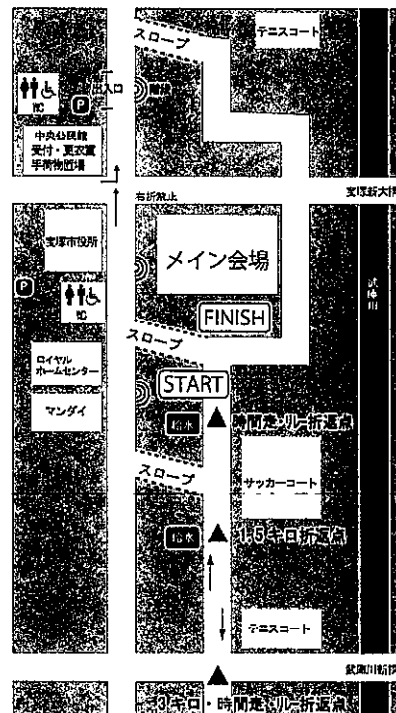 スロープ
テニスコート
出入口
階段
WC
P
中央公民館
受付・更衣室
手荷物置場
右折禁止
宝塚新大橋
宝塚市役所
メイン会場
武庫川
P
WC
FINISH
スロープ
ロイヤル
ホームセンター
START
マンダイ
給水
時間走・リレー折返点
スロープ
サッカーコート
給水
1.5キロ折返点
テニスコート
3キロ・時間走・リレー折返点